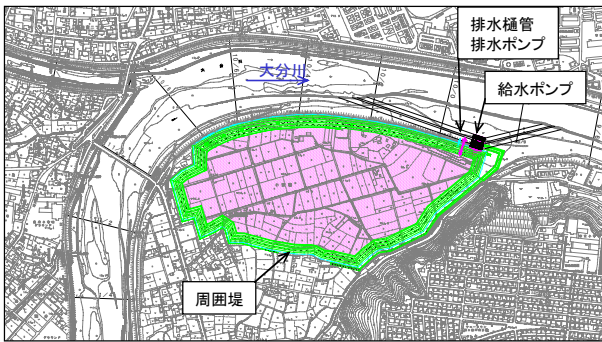 排水樋管
排水ポンプ
大分川
給水ポンプ
周囲堤